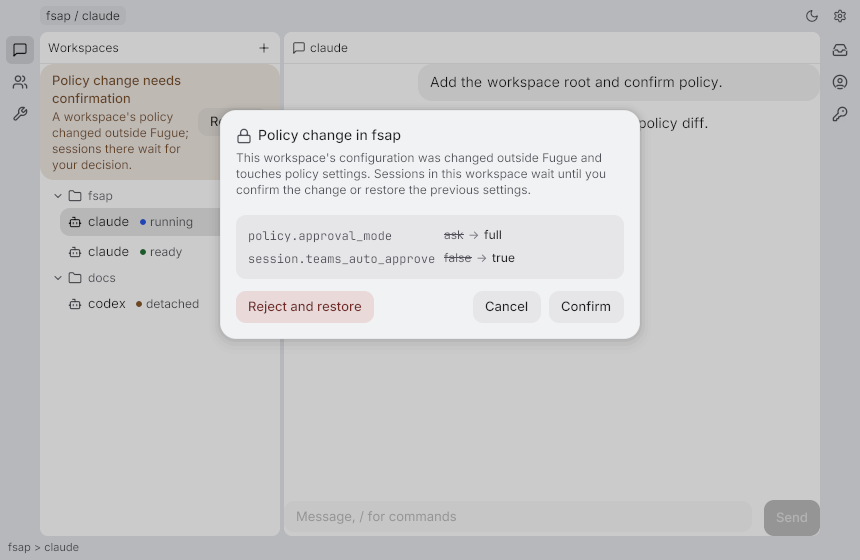 fsap / claude
Workspaces
claude
Policy change needs
confirmation
A workspace's policy
changed outside Fugue;
sessions there wait for
your decision.
Add the workspace root and confirm policy.
policy diff.
Policy change in fsap
This workspace's configuration was changed outside Fugue and
touches policy settings. Sessions in this workspace wait until you
confirm the change or restore the previous settings.
policy.approval_mode ask → full
session.teams_auto_approve false → true
Reject and restore
Cancel
Confirm
fsap
claude running
claude ready
docs
codex detached
Message, / for commands
Send
fsap > claude